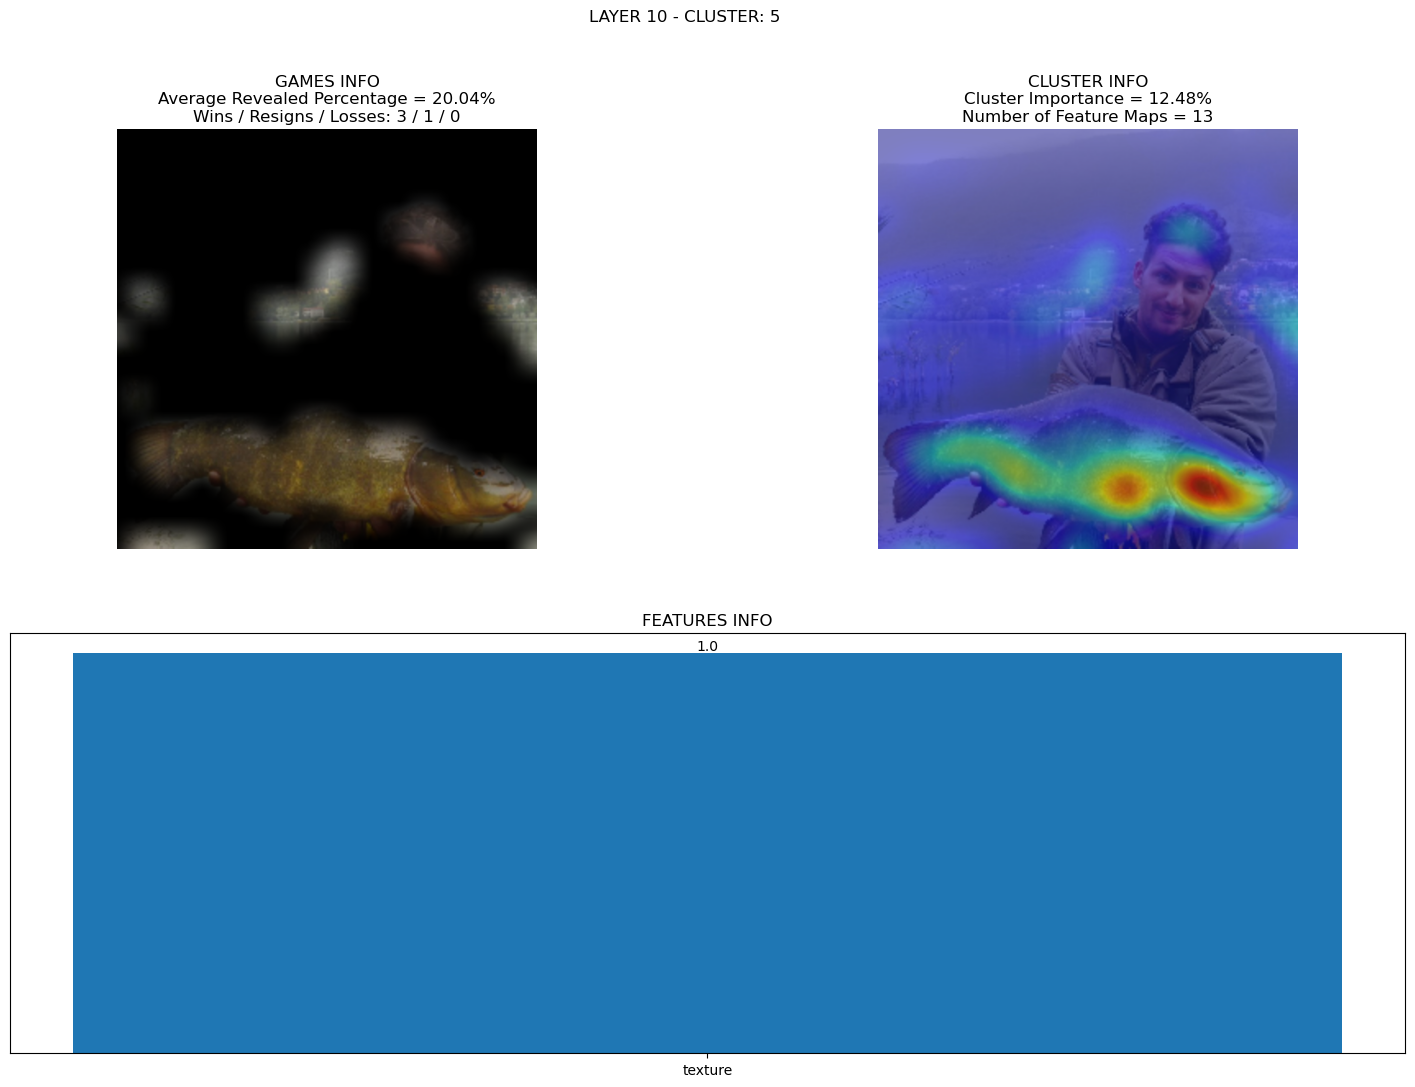 LAYER 10 - CLUSTER: 5
GAMES INFO
Average Revealed Percentage = 20.04%
Wins / Resigns / Losses: 3 / 1 / 0
CLUSTER INFO
Cluster Importance = 12.48%
Number of Feature Maps = 13
FEATURES INFO
1.0
texture